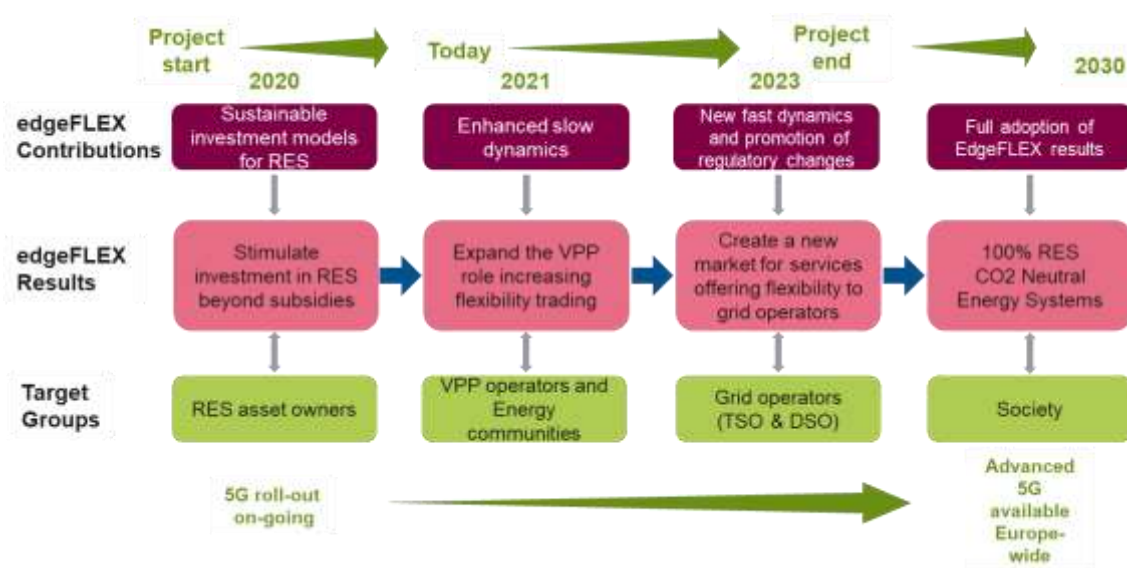 Project
start
Today
Project
end
2020
2021
2023
2030
edgeFLEX
Contributions
Sustainable
investment models
for RES
Enhanced slow
dynamics
New fast dynamics
and promotion of
regulatory changes
Full adoption of
EdgeFLEX results
edgeFLEX
Results
Stimulate
investment in RES
beyond subsidies
Expand the VPP
role increasing
flexibility trading
Create a new
market for services
offering flexibility to
grid operators
100% RES
CO2 Neutral
Energy Systems
Target
Groups
RES asset owners
VPP operators and
Energy
communities
Grid operators
(TSO & DSO)
Society
5G roll-out
on-going
Advanced
5G
available
Europe-
wide